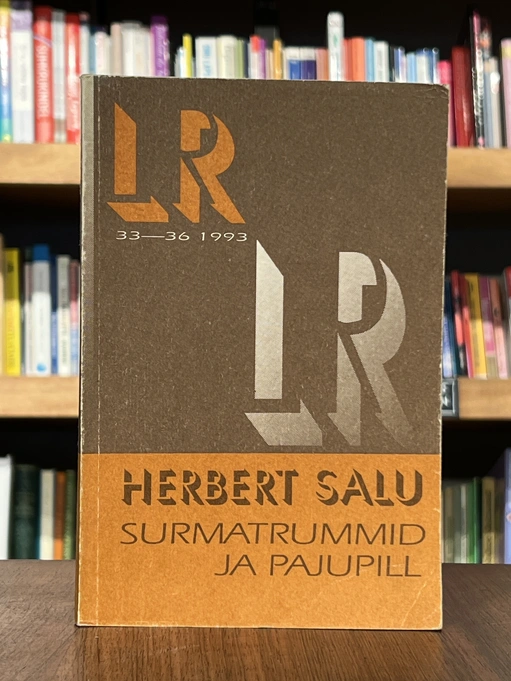 LR
33—36 1993
LR
HERBERT SALU
SURMATRUMMID
JA PAJUPILL